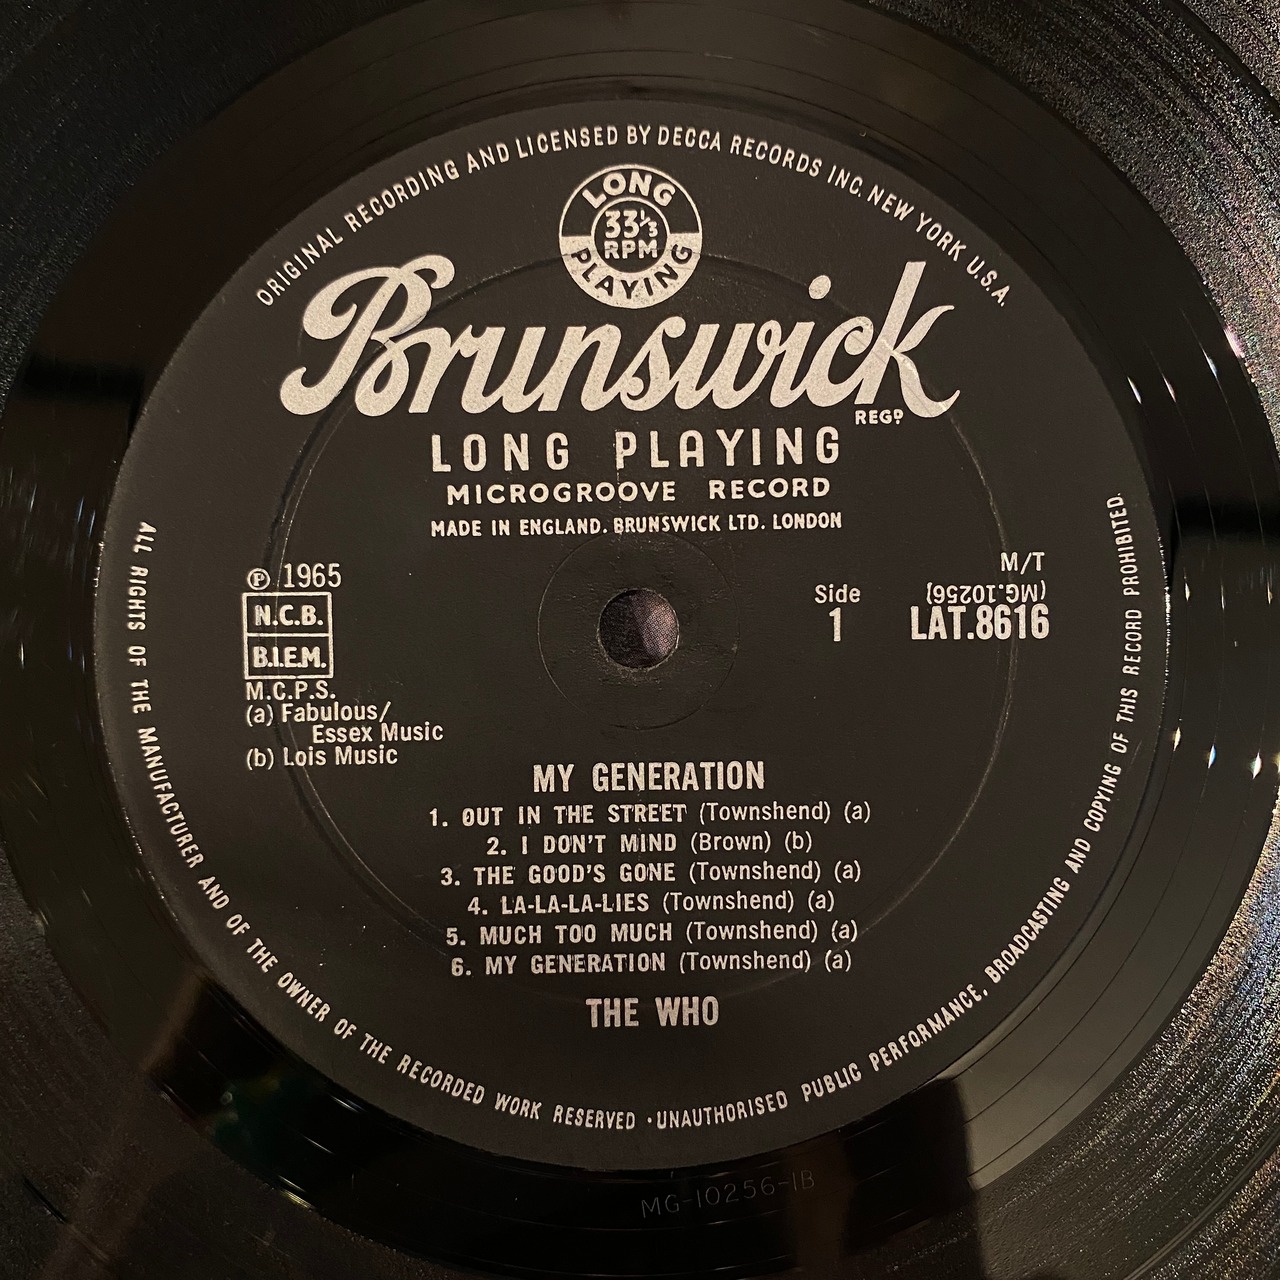 ORIGINAL RECORDING AND LICENSED BY DECCA RECORDS INC. NEW YORK U.S.A.
LONG
33⅓
RPM
PLAYING
Brunswick
REGD
LONG PLAYING
MICROGROOVE RECORD
MADE IN ENGLAND. BRUNSWICK LTD. LONDON
℗ 1965
N.C.B.
B.I.E.M.
M.C.P.S.
(a) Fabulous/
Essex Music
(b) Lois Music
Side
1
M/T
(MG.10256)
LAT.8616
MY GENERATION
1. OUT IN THE STREET (Townshend) (a)
2. I DON'T MIND (Brown) (b)
3. THE GOOD'S GONE (Townshend) (a)
4. LA-LA-LA-LIES (Townshend) (a)
5. MUCH TOO MUCH (Townshend) (a)
6. MY GENERATION (Townshend) (a)
THE WHO
ALL RIGHTS OF THE MANUFACTURER AND OF THE OWNER OF THE RECORDED WORK RESERVED · UNAUTHORISED PUBLIC PERFORMANCE, BROADCASTING AND COPYING OF THIS RECORD PROHIBITED.
MG-10256-1B